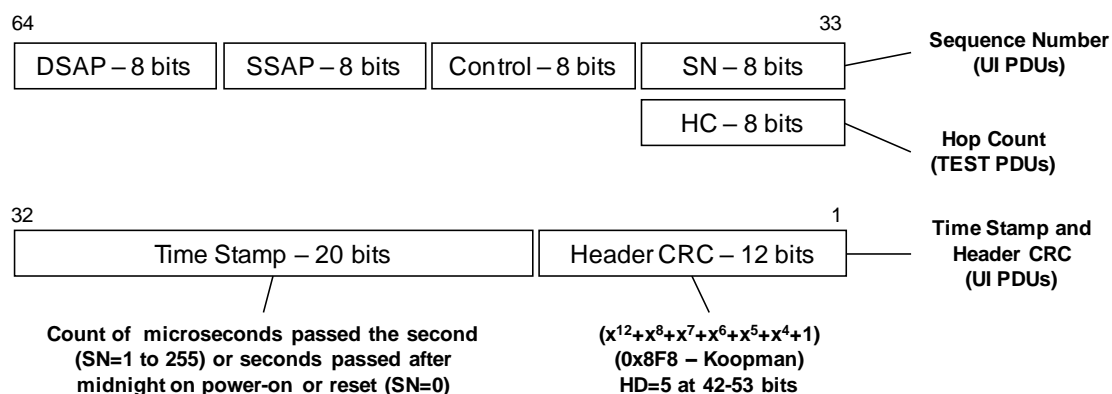 64 33
DSAP – 8 bits SSAP – 8 bits Control – 8 bits SN – 8 bits
Sequence Number
(UI PDUs)
HC – 8 bits
Hop Count
(TEST PDUs)
32 1
Time Stamp – 20 bits Header CRC – 12 bits
Time Stamp and
Header CRC
(UI PDUs)
Count of microseconds passed the second
(SN=1 to 255) or seconds passed after
midnight on power-on or reset (SN=0)
(x¹²+x⁸+x⁷+x⁶+x⁵+x⁴+1)
(0x8F8 – Koopman)
HD=5 at 42-53 bits